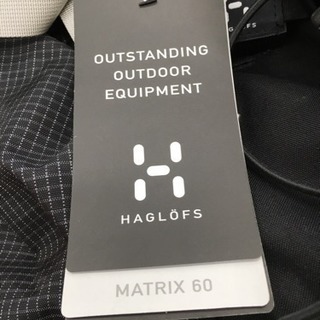 OUTSTANDING
OUTDOOR
EQUIPMENT
HAGLÖFS
MATRIX 60